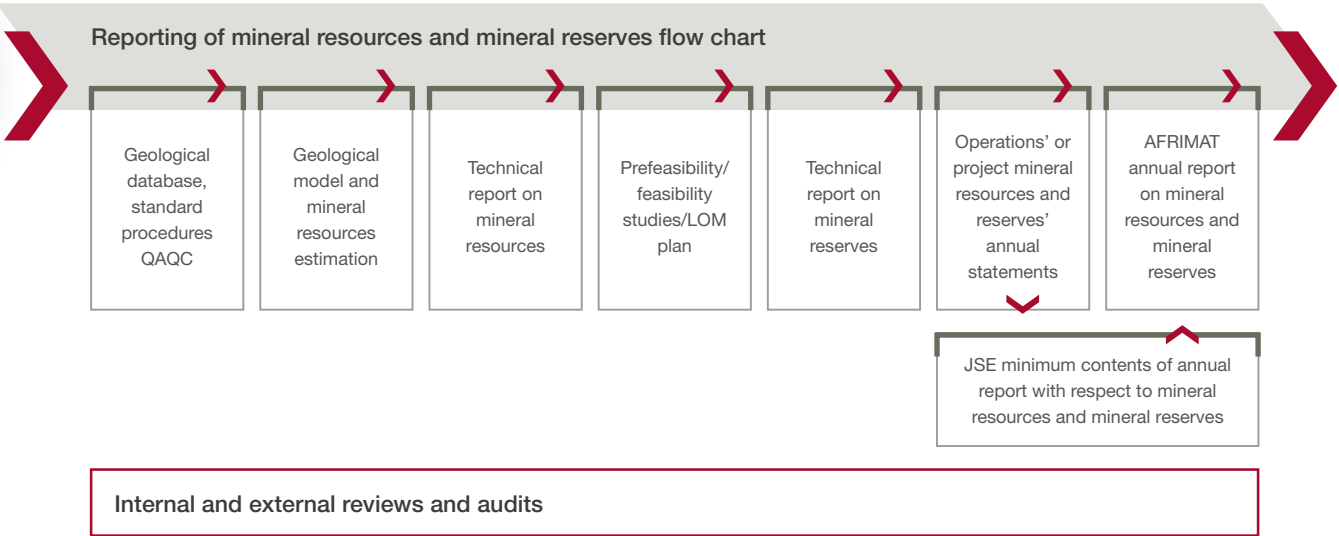 Reporting of mineral resources and mineral reserves flow chart
Geological
database,
standard
procedures
QAQC
Geological
model and
mineral
resources
estimation
Technical
report on
mineral
resources
Prefeasibility/
feasibility
studies/LOM
plan
Technical
report on
mineral
reserves
Operations’ or
project mineral
resources and
reserves’
annual
statements
AFRIMAT
annual report
on mineral
resources and
mineral
reserves
JSE minimum contents of annual
report with respect to mineral
resources and mineral reserves
Internal and external reviews and audits